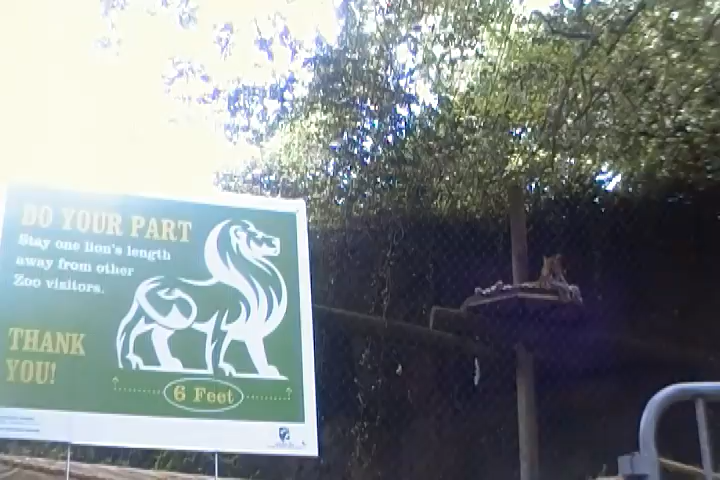 DO YOUR PART
Stay one lion's length
away from other
Zoo visitors.
THANK
YOU!
6 Feet